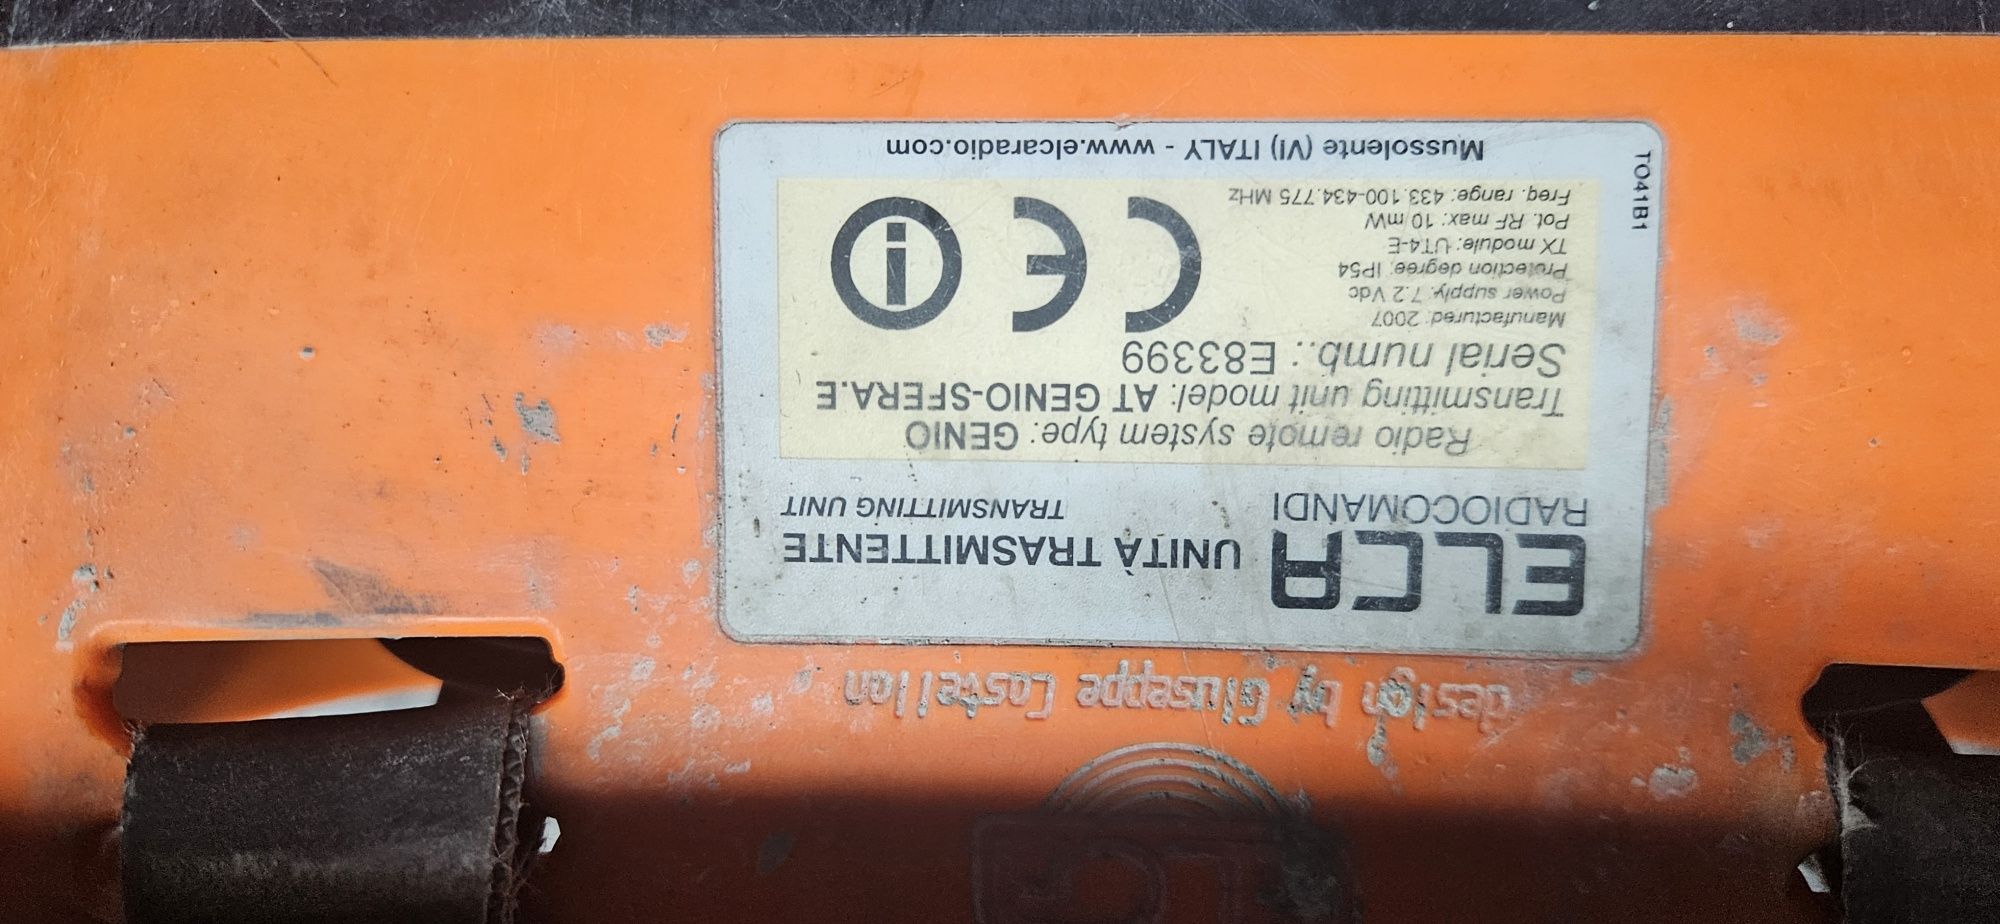 design by Giuseppe Castellan
ELCA
RADIOCOMANDI
UNITÀ TRASMITTENTE
TRANSMITTING UNIT
Radio remote system type: GENIO
Transmitting unit model: AT GENIO-SFERA.E
Serial numb.: E83399
Manufactured: 2007
Power supply: 7.2 Vdc
Protection degree: IP54
TX module: UT4-E
Pot. RF max: 10 mW
Freq. range: 433.100-434.775 MHz
CE
i
Mussolente (VI) ITALY - www.elcaradio.com
TO41B1